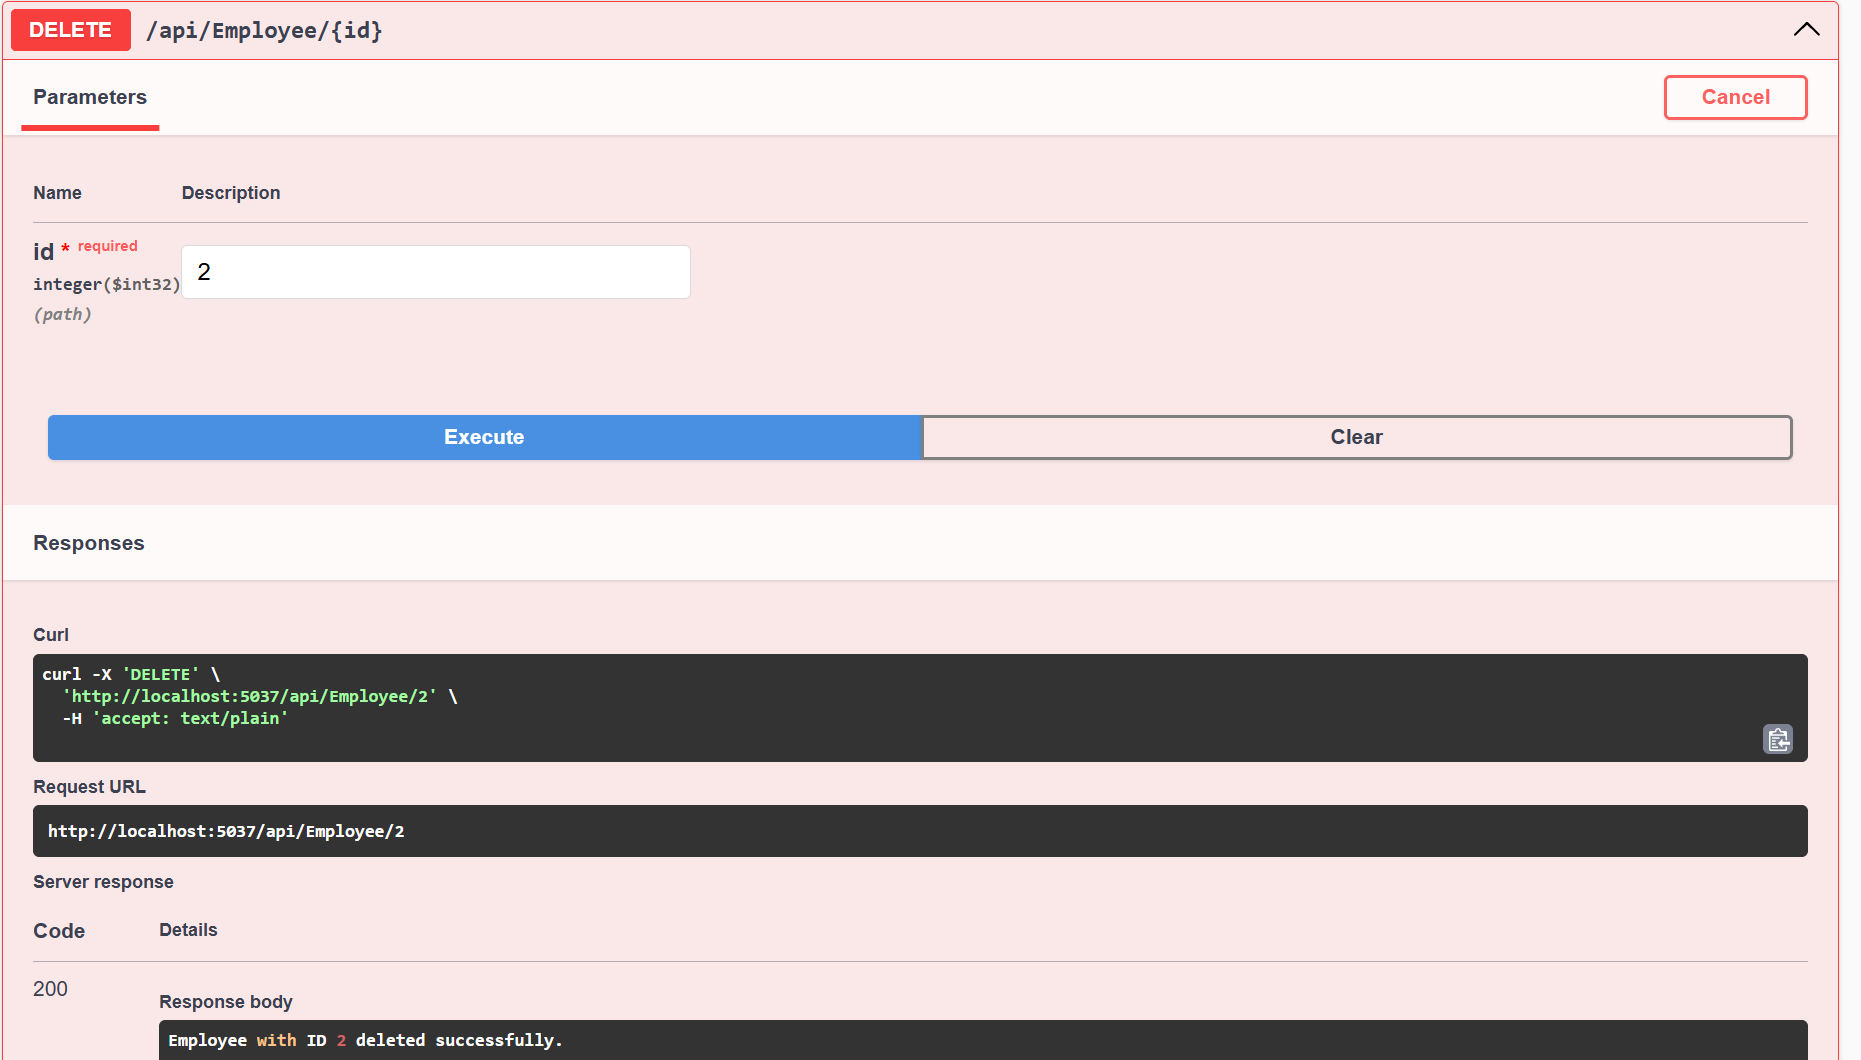 DELETE /api/Employee/{id}
Parameters
Cancel
Name Description
id * required
integer($int32)
(path)
2
Execute Clear
Responses
Curl
curl -X 'DELETE' \
  'http://localhost:5037/api/Employee/2' \
  -H 'accept: text/plain'
Request URL
http://localhost:5037/api/Employee/2
Server response
Code Details
200
Response body
Employee with ID 2 deleted successfully.